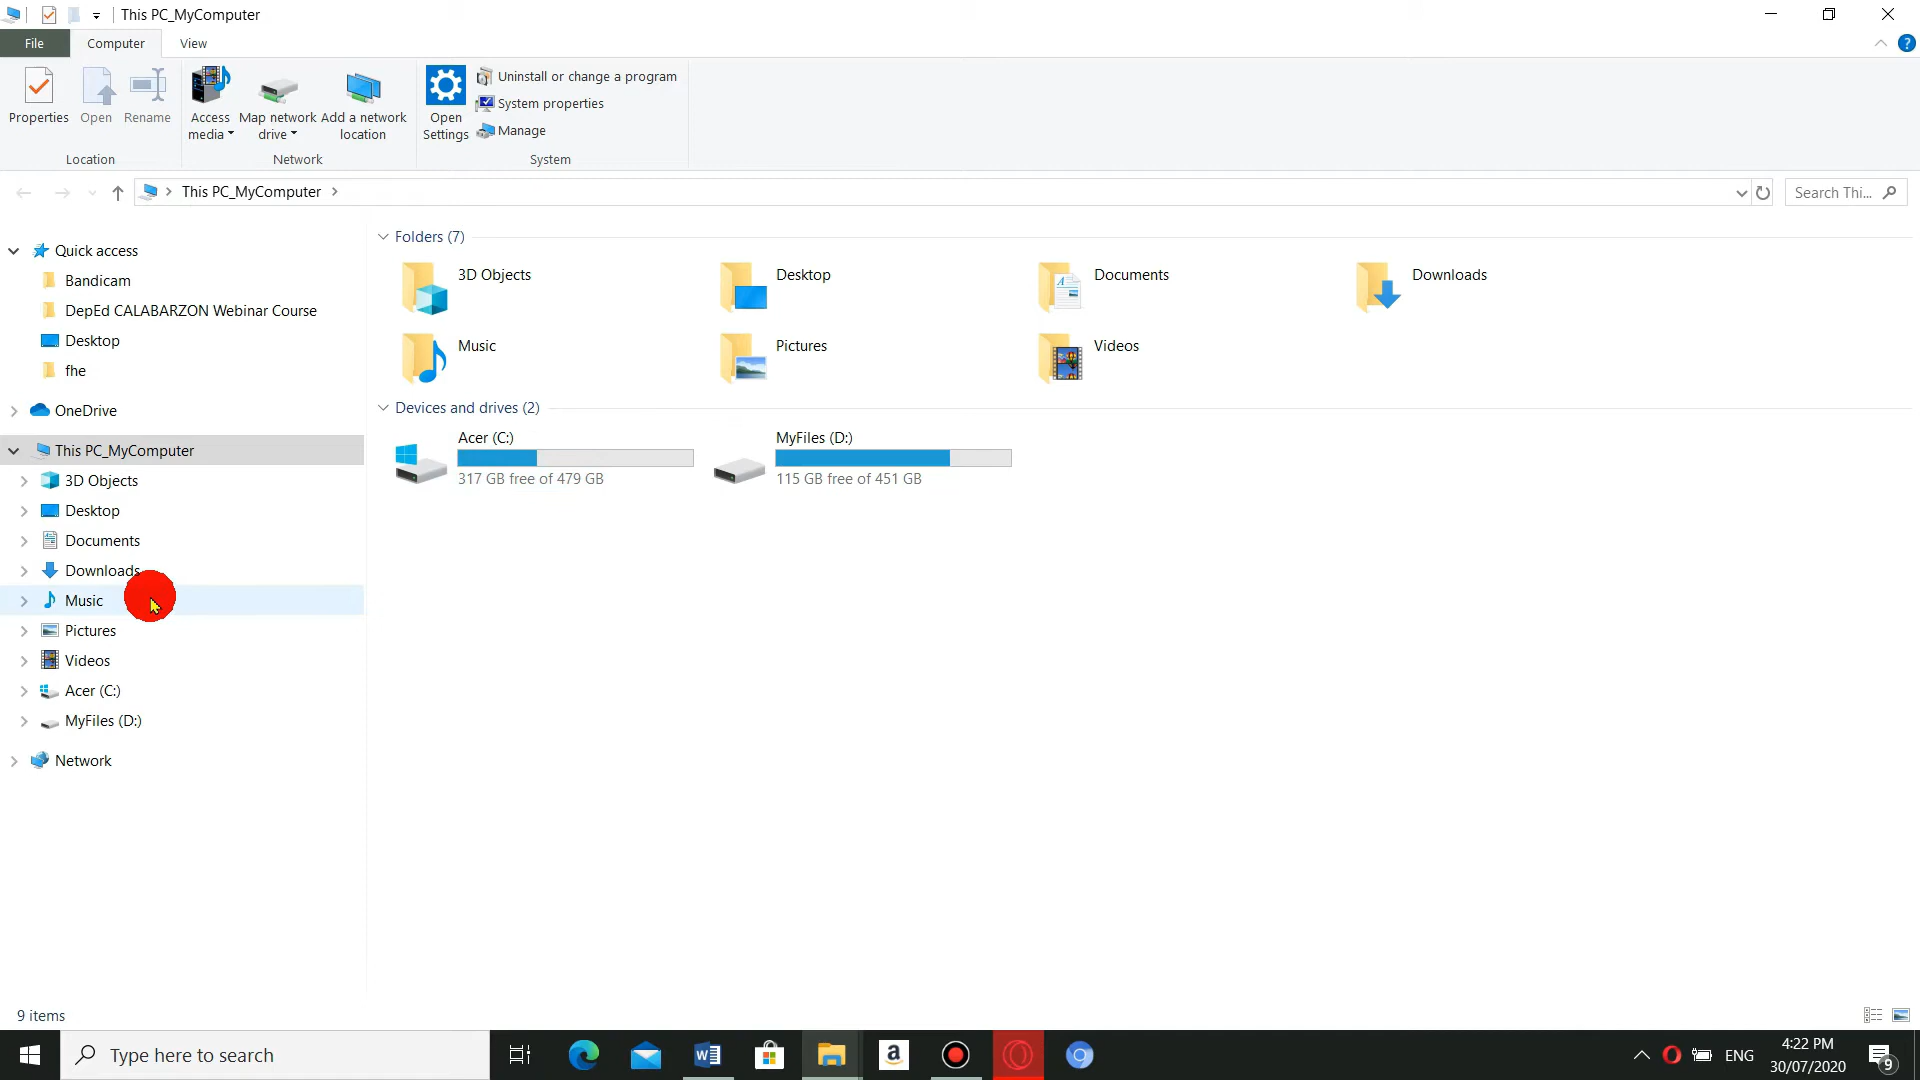 This PC_MyComputer
File
Computer
View
Properties
Open
Rename
Access media
Map network drive
Add a network location
Open Settings
Uninstall or change a program
System properties
Manage
Location
Network
System
This PC_MyComputer
Search Thi...
Quick access
Bandicam
DepEd CALABARZON Webinar Course
Desktop
fhe
OneDrive
This PC_MyComputer
3D Objects
Desktop
Documents
Downloads
Music
Pictures
Videos
Acer (C:)
MyFiles (D:)
Network
Folders (7)
3D Objects
Desktop
Documents
Downloads
Music
Pictures
Videos
Devices and drives (2)
Acer (C:)
317 GB free of 479 GB
MyFiles (D:)
115 GB free of 451 GB
9 items
Type here to search
ENG
4:22 PM
30/07/2020
9